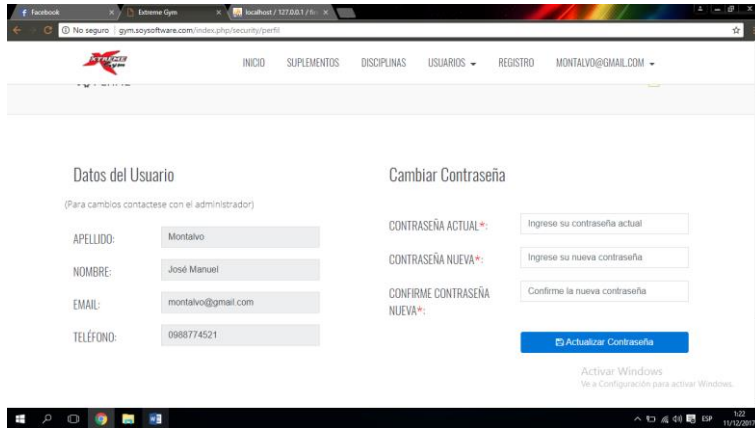 Facebook
Extreme Gym
localhost / 127.0.0.1 /
No seguro
gym.soysoftware.com/index.php/security//perfil
XTREME
Gym
INICIO
SUPLEMENTOS
DISCIPLINAS
USUARIOS
REGISTRO
MONTALVO@GMAIL.COM
Datos del Usuario
(Para cambios contactese con el administrador)
APELLIDO:
Montalvo
NOMBRE:
José Manuel
EMAIL:
montalvo@gmail.com
TELÉFONO:
0988774521
Cambiar Contraseña
CONTRASEÑA ACTUAL*:
Ingrese su contraseña actual
CONTRASEÑA NUEVA*:
Ingrese su nueva contraseña
CONFIRME CONTRASEÑA
NUEVA*:
Confirme la nueva contraseña
Actualizar Contraseña
Activar Windows
Ve a Configuración para activar Windows.
ESP
1:22